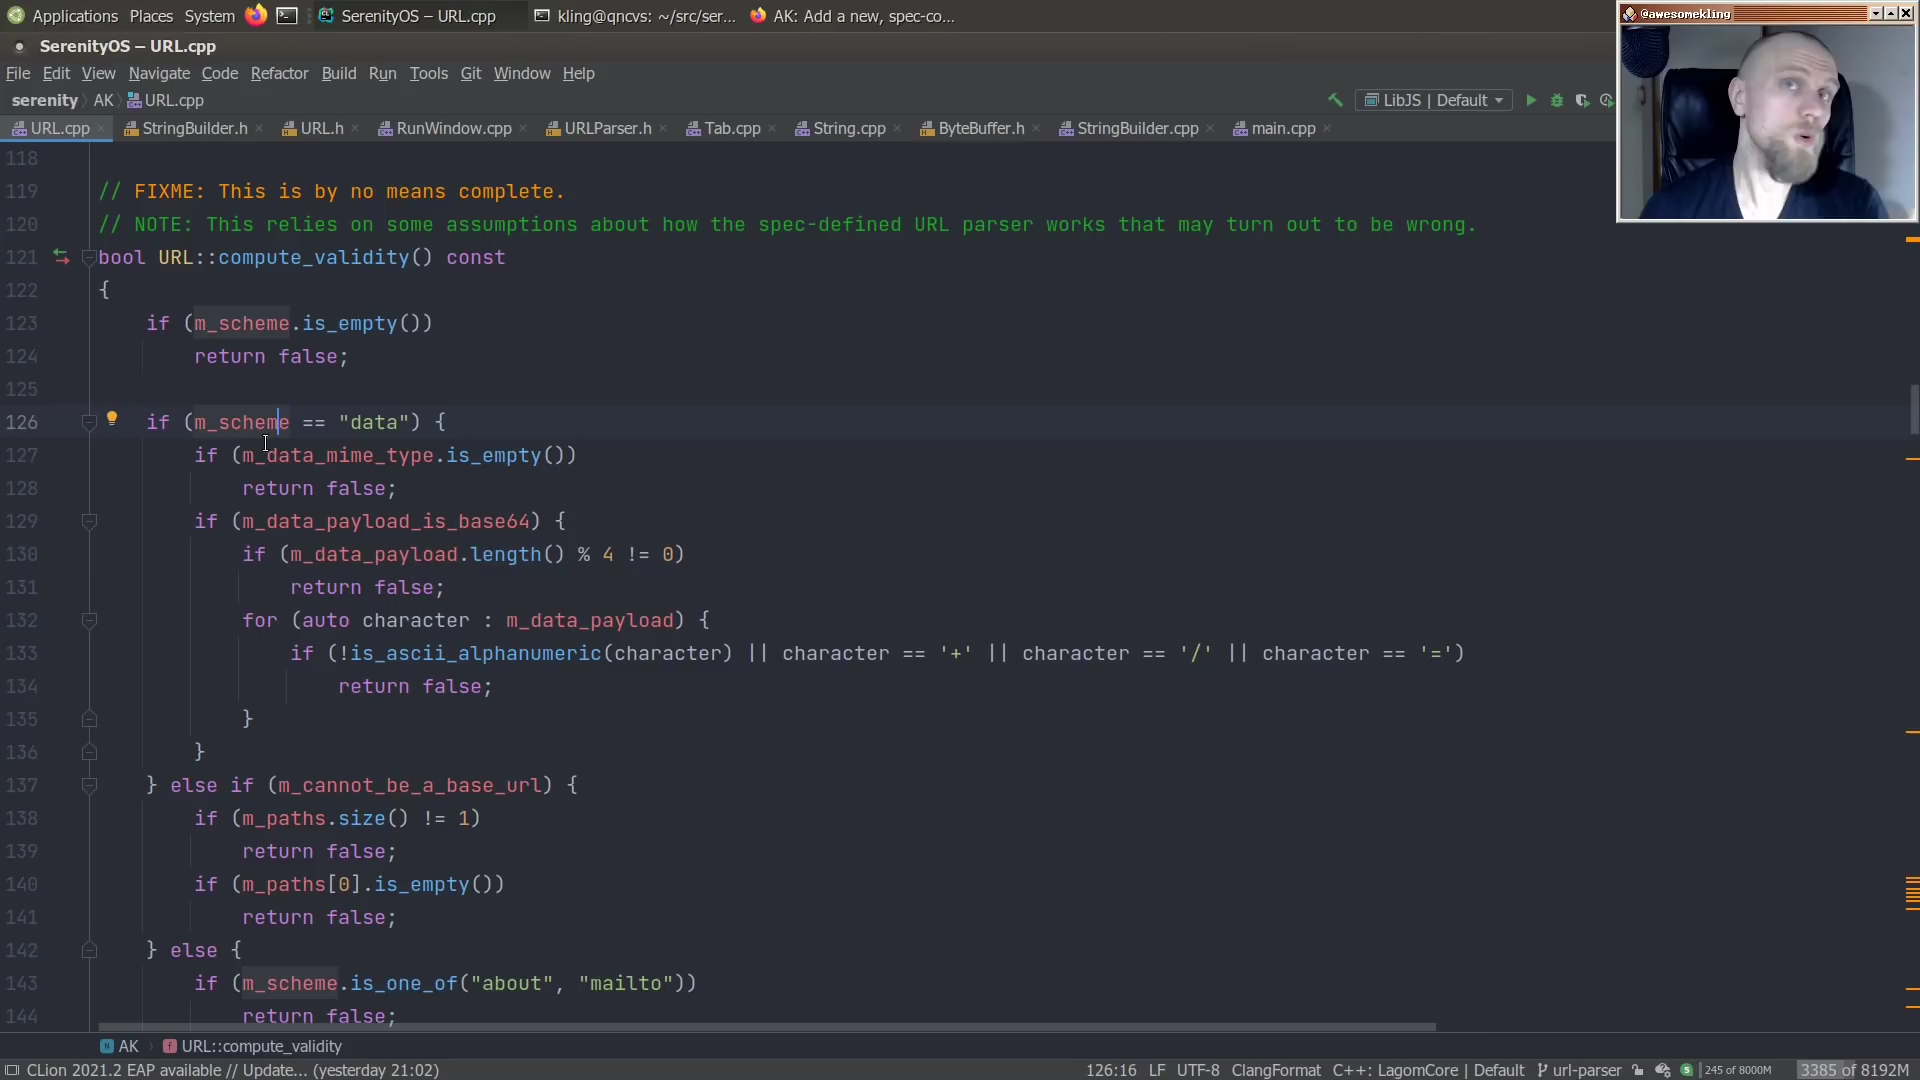 Applications Places System SerenityOS – URL.cpp kling@qncvs: ~/src/ser... AK: Add a new, spec-co...
@awesomekling
SerenityOS – URL.cpp
File Edit View Navigate Code Refactor Build Run Tools Git Window Help
serenity AK URL.cpp LibJS | Default
URL.cpp StringBuilder.h URL.h RunWindow.cpp URLParser.h Tab.cpp String.cpp ByteBuffer.h StringBuilder.cpp main.cpp
118
119 // FIXME: This is by no means complete.
120 // NOTE: This relies on some assumptions about how the spec-defined URL parser works that may turn out to be wrong.
121 bool URL::compute_validity() const
122 {
123 if (m_scheme.is_empty())
124 return false;
125
126 if (m_scheme == "data") {
127 if (m_data_mime_type.is_empty())
128 return false;
129 if (m_data_payload_is_base64) {
130 if (m_data_payload.length() % 4 != 0)
131 return false;
132 for (auto character : m_data_payload) {
133 if (!is_ascii_alphanumeric(character) || character == '+' || character == '/' || character == '=')
134 return false;
135 }
136 }
137 } else if (m_cannot_be_a_base_url) {
138 if (m_paths.size() != 1)
139 return false;
140 if (m_paths[0].is_empty())
141 return false;
142 } else {
143 if (m_scheme.is_one_of("about", "mailto"))
144 return false;
AK URL::compute_validity
CLion 2021.2 EAP available // Update... (yesterday 21:02) 126:16 LF UTF-8 ClangFormat C++: LagomCore | Default url-parser 245 of 8000M 3385 of 8192M